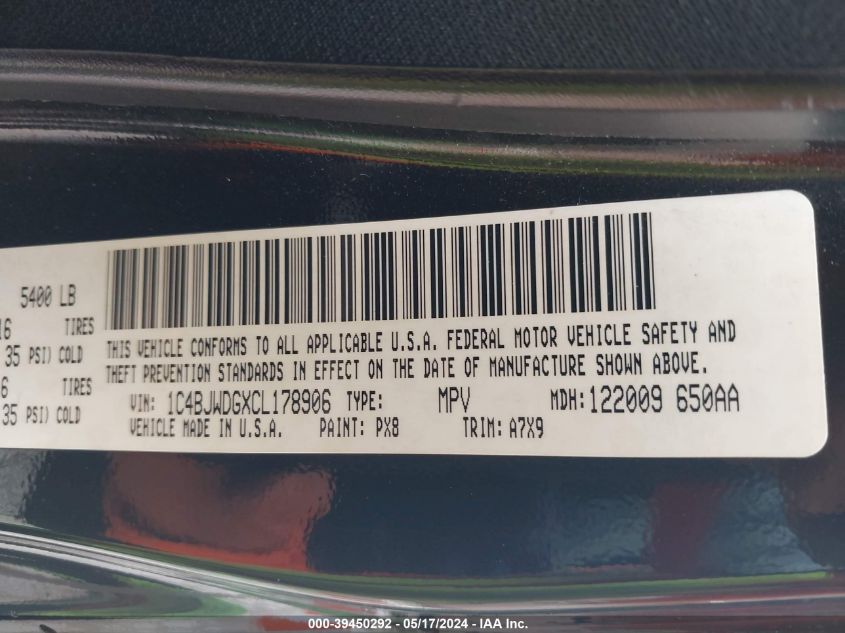 5400 LB
16 TIRES
35 PSI) COLD
6 TIRES
35 PSI) COLD
THIS VEHICLE CONFORMS TO ALL APPLICABLE U.S.A. FEDERAL MOTOR VEHICLE SAFETY AND
THEFT PREVENTION STANDARDS IN EFFECT ON THE DATE OF MANUFACTURE SHOWN ABOVE.
VIN: 1C4BJWDGXCL178906 TYPE: MPV MDH: 122009 650AA
VEHICLE MADE IN U.S.A. PAINT: PX8 TRIM: A7X9
000-39450292 - 05/17/2024 - IAA Inc.